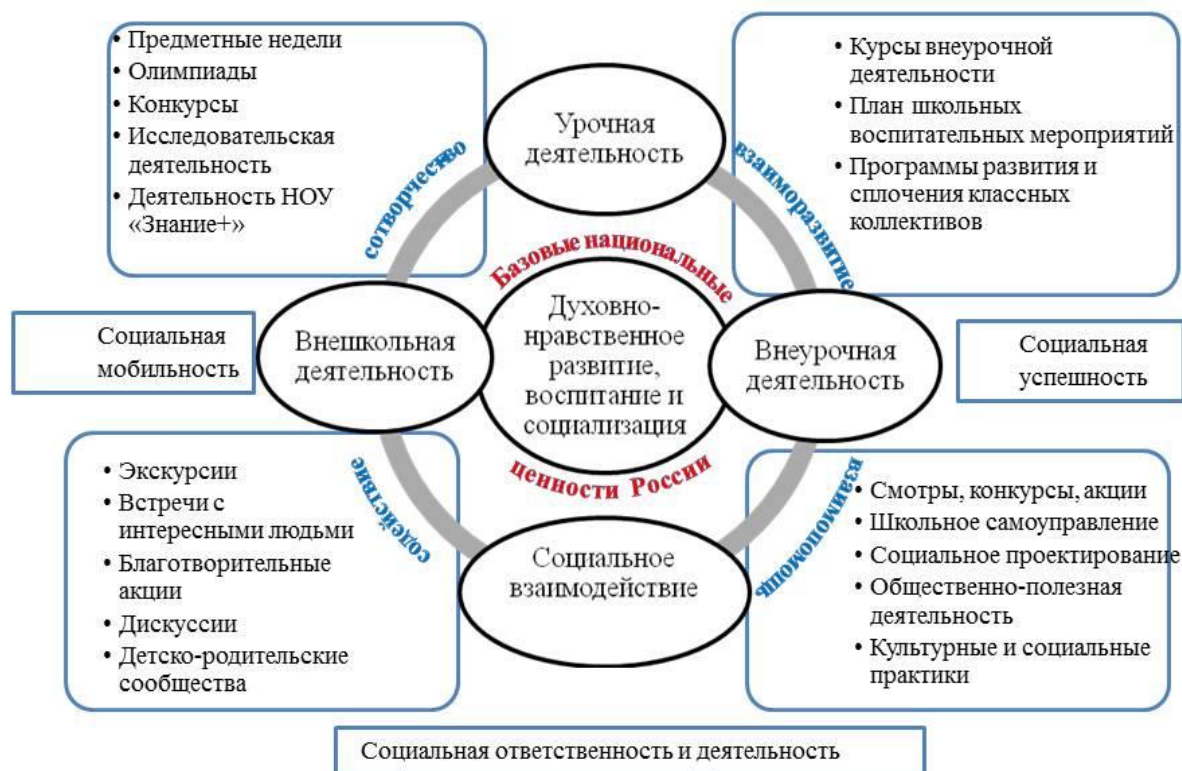 • Предметные недели
• Олимпиады
• Конкурсы
• Исследовательская
деятельность
• Деятельность НОУ
«Знание+»
Урочная
деятельность
• Курсы внеурочной
деятельности
• План школьных
воспитательных мероприятий
• Программы развития и
сплочения классных
коллективов
сотворчество
взаиморазвитие
Базовые национальные
Социальная
мобильность
Внешкольная
деятельность
Духовно-
нравственное
развитие,
воспитание и
социализация
Внеурочная
деятельность
Социальная
успешность
ценности России
содействие
взаимопомощь
• Экскурсии
• Встречи с
интересными людьми
• Благотворительные
акции
• Дискуссии
• Детско-родительские
сообщества
Социальное
взаимодействие
• Смотры, конкурсы, акции
• Школьное самоуправление
• Социальное проектирование
• Общественно-полезная
деятельность
• Культурные и социальные
практики
Социальная ответственность и деятельность